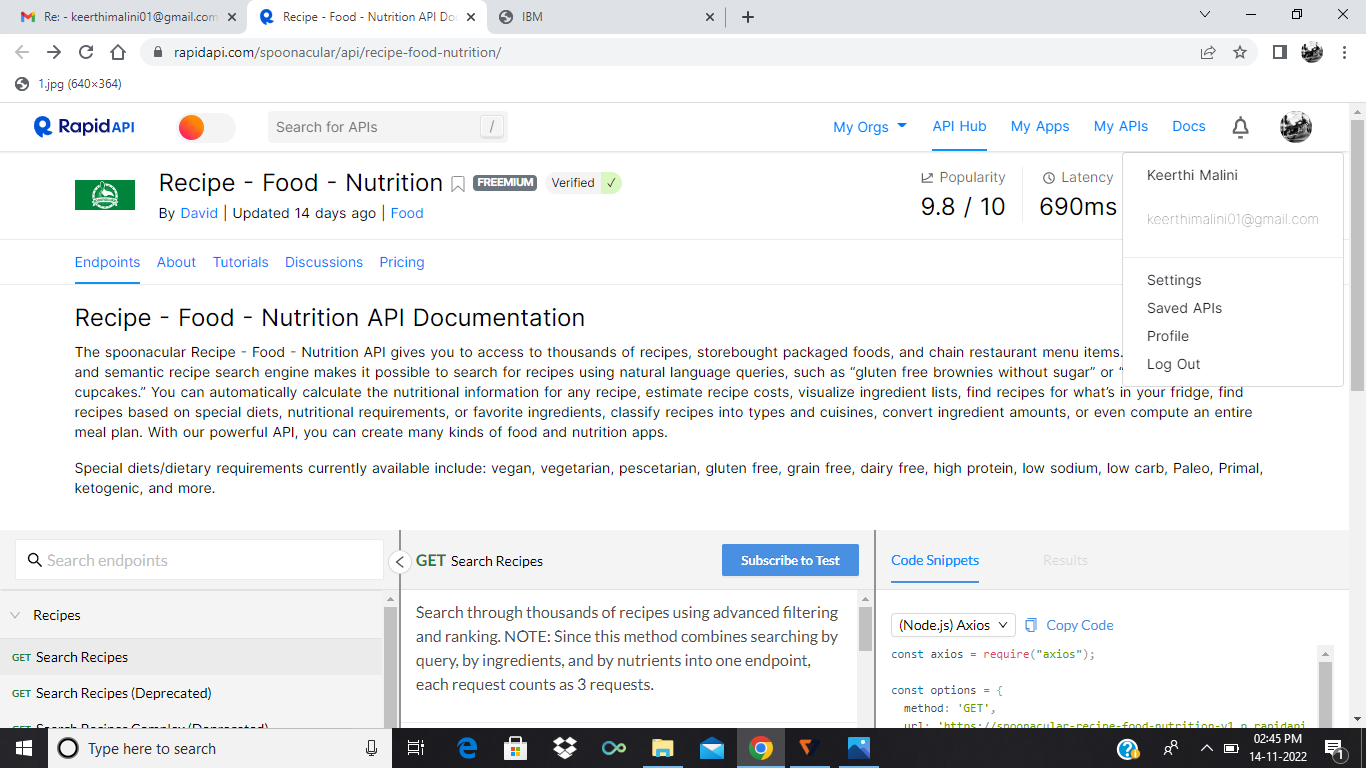 Re: - keerthimalini01@gmail.com
Recipe - Food - Nutrition API Do
IBM
rapidapi.com/spoonacular/api/recipe-food-nutrition/
1.jpg (640×364)
Rapid API
Search for APIs /
My Orgs API Hub My Apps My APIs Docs
Recipe - Food - Nutrition FREEMIUM Verified ✓
By David | Updated 14 days ago | Food
Popularity
9.8 / 10
Latency
690ms
Keerthi Malini
keerthimalini01@gmail.com
Settings
Saved APIs
Profile
Log Out
Endpoints About Tutorials Discussions Pricing
Recipe - Food - Nutrition API Documentation
The spoonacular Recipe - Food - Nutrition API gives you to access to thousands of recipes, storebought packaged foods, and chain restaurant menu items.
and semantic recipe search engine makes it possible to search for recipes using natural language queries, such as “gluten free brownies without sugar” or “
cupcakes.” You can automatically calculate the nutritional information for any recipe, estimate recipe costs, visualize ingredient lists, find recipes for what’s in your fridge, find
recipes based on special diets, nutritional requirements, or favorite ingredients, classify recipes into types and cuisines, convert ingredient amounts, or even compute an entire
meal plan. With our powerful API, you can create many kinds of food and nutrition apps.
Special diets/dietary requirements currently available include: vegan, vegetarian, pescetarian, gluten free, grain free, dairy free, high protein, low sodium, low carb, Paleo, Primal,
ketogenic, and more.
Search endpoints
Recipes
GET Search Recipes
GET Search Recipes (Deprecated)
Search Recipes Complex (Deprecated)
GET Search Recipes
Subscribe to Test
Search through thousands of recipes using advanced filtering
and ranking. NOTE: Since this method combines searching by
query, by ingredients, and by nutrients into one endpoint,
each request counts as 3 requests.
Code Snippets Results
(Node.js) Axios Copy Code
const axios = require("axios");
const options = {
method: 'GET',
url: 'https://spoonacular-recipe-food-nutrition-v1.p.rapidapi
Type here to search
02:45 PM
14-11-2022
1